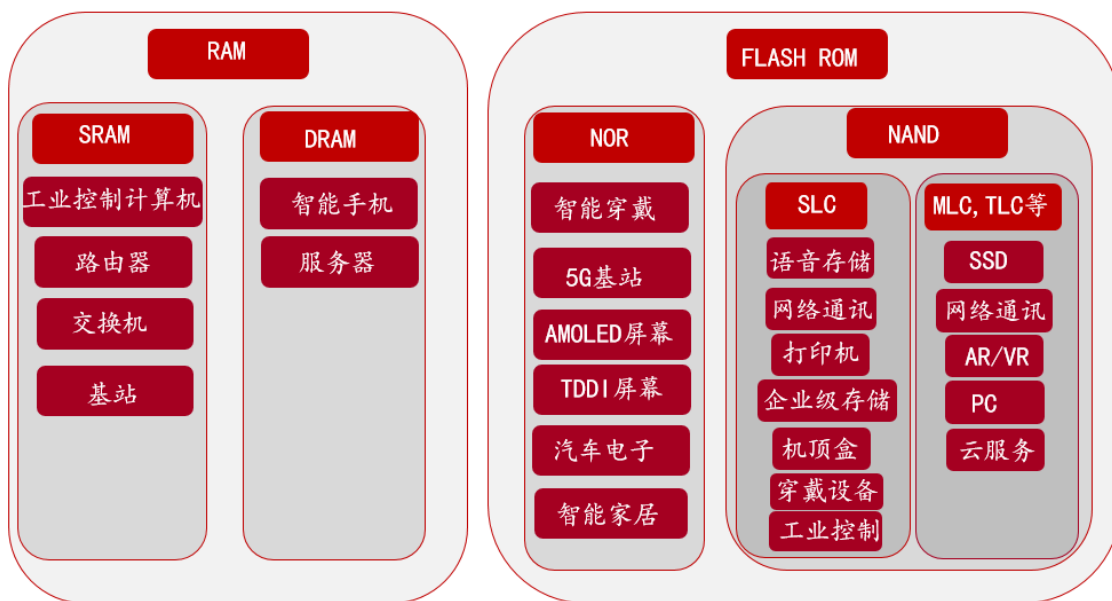 RAM
SRAM
工业控制计算机
路由器
交换机
基站
DRAM
智能手机
服务器
FLASH ROM
NOR
智能穿戴
5G基站
AMOLED屏幕
TDDI屏幕
汽车电子
智能家居
NAND
SLC
语音存储
网络通讯
打印机
企业级存储
机顶盒
穿戴设备
工业控制
MLC,TLC等
SSD
网络通讯
AR/VR
PC
云服务